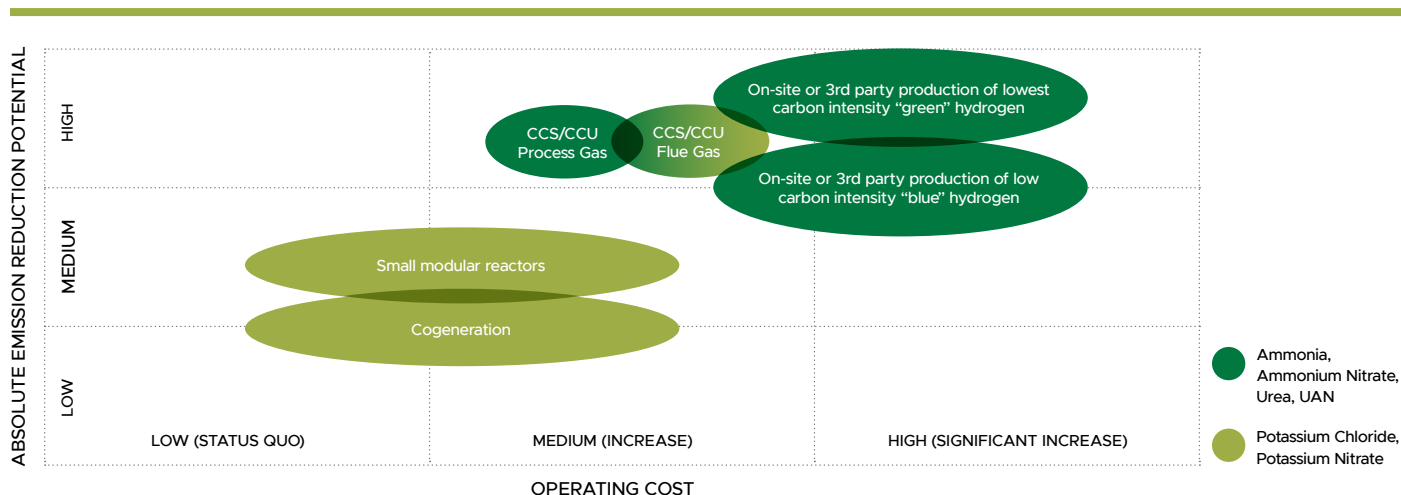 ABSOLUTE EMISSION REDUCTION POTENTIAL
HIGH
MEDIUM
LOW
CCS/CCU
Process Gas
CCS/CCU
Flue Gas
On-site or 3rd party production of lowest
carbon intensity “green” hydrogen
On-site or 3rd party production of low
carbon intensity “blue” hydrogen
Small modular reactors
Cogeneration
LOW (STATUS QUO)
MEDIUM (INCREASE)
HIGH (SIGNIFICANT INCREASE)
OPERATING COST
Ammonia,
Ammonium Nitrate,
Urea, UAN
Potassium Chloride,
Potassium Nitrate